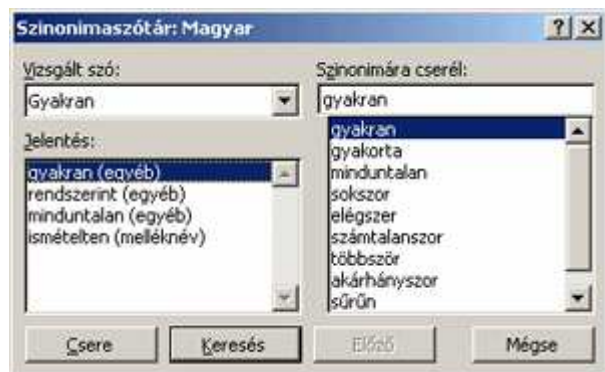 Szinonimaszótár: Magyar
Vizsgált szó:
Gyakran
Jelentés:
gyakran (egyéb)
rendszerint (egyéb)
minduntalan (egyéb)
ismételten (melléknév)
Szinonimára cserél:
gyakran
gyakran
gyakorta
minduntalan
sokszor
elégszer
számtalanszor
többször
akárhányszor
sűrűn
Csere
Keresés
Előző
Mégse